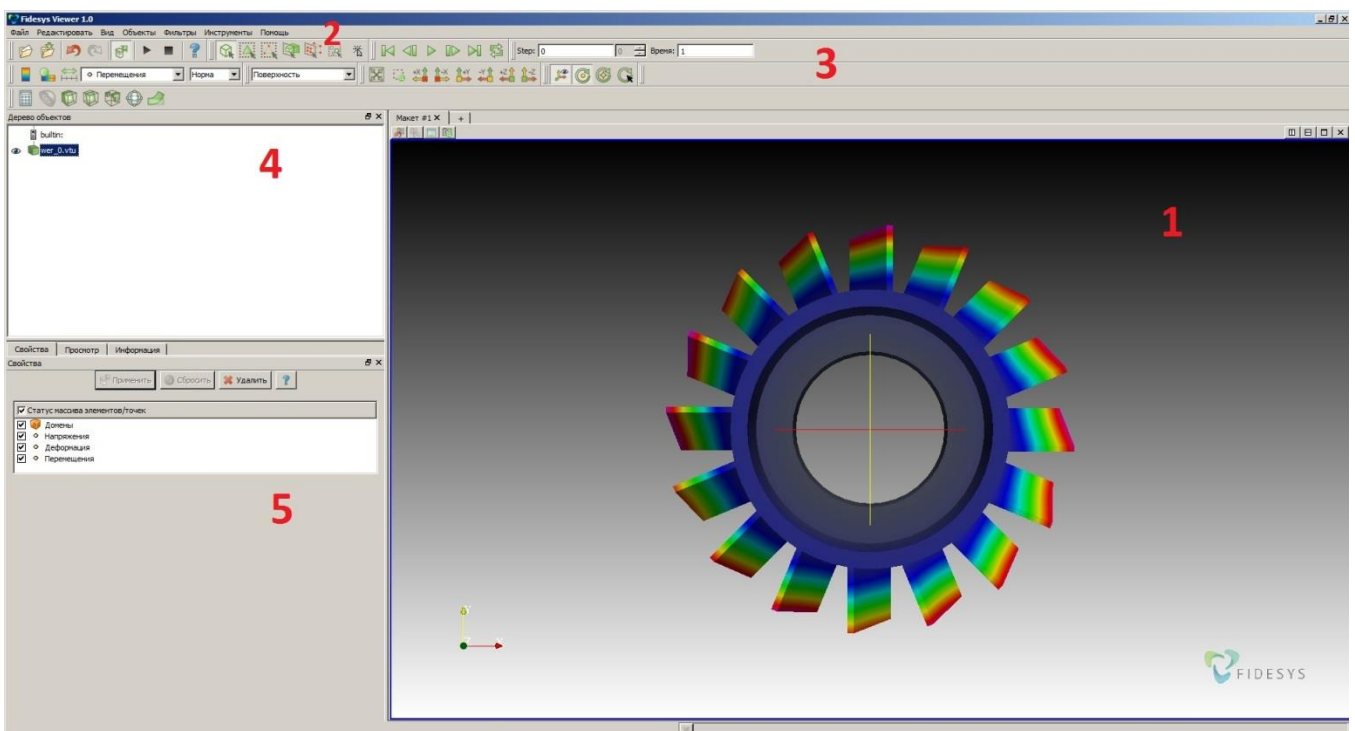 Fidesys Viewer 1.0
Файл Редактировать Вид Объекты Фильтры Инструменты Помощь
2
Step: 0 0 Время: 1
3
Перемещения Норма Поверхность
Дерево объектов
Макет #1 X +
builtin:
wer_0.vtu
4
1
Свойства Просмотр Информация
Свойства
Применить Сбросить Удалить ?
Статус массива элементов/точек
Домены
Напряжения
Деформация
Перемещения
5
Y
Z X
FIDESYS